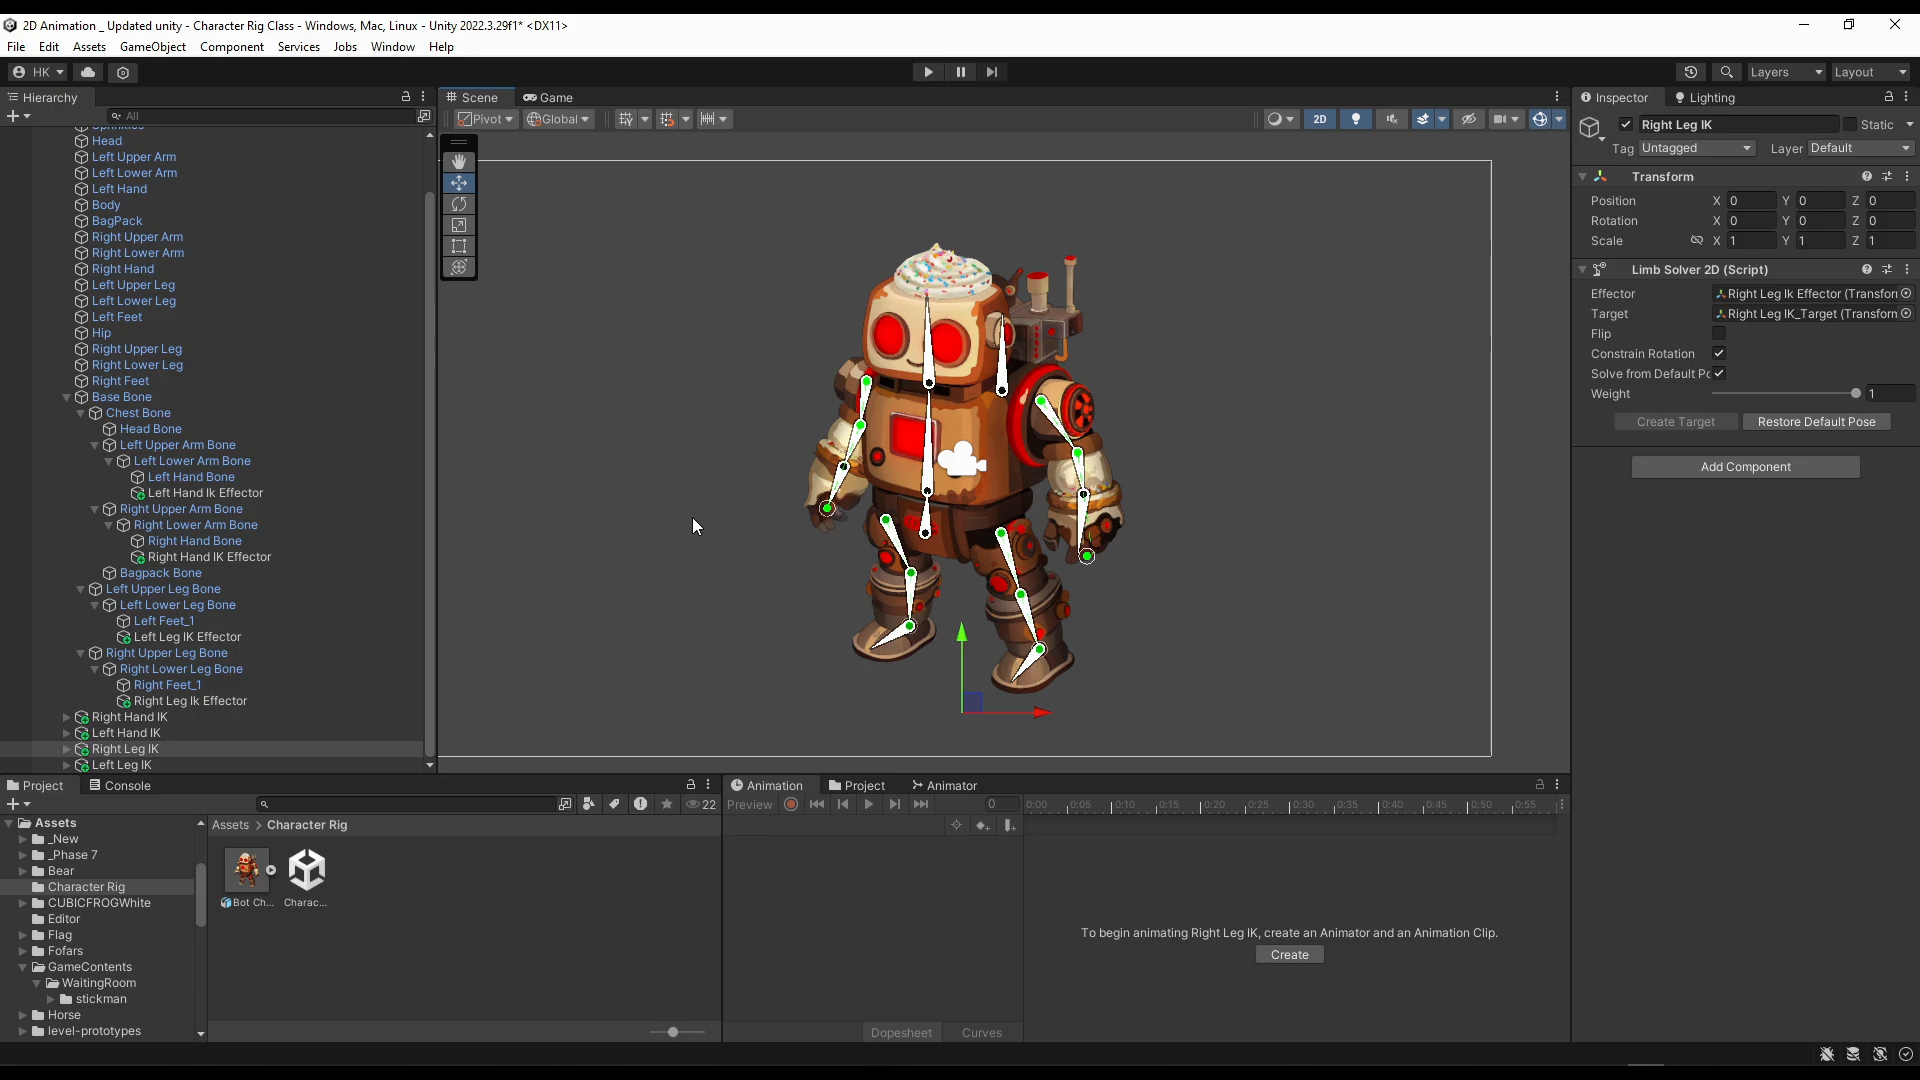 2D Animation _ Updated unity - Character Rig Class - Windows, Mac, Linux - Unity 2022.3.29f1* <DX11>
File Edit Assets GameObject Component Services Jobs Window Help
HK Layers Layout
Hierarchy
All
Sprinkles
Head
Left Upper Arm
Left Lower Arm
Left Hand
Body
BagPack
Right Upper Arm
Right Lower Arm
Right Hand
Left Upper Leg
Left Lower Leg
Left Feet
Hip
Right Upper Leg
Right Lower Leg
Right Feet
Base Bone
Chest Bone
Head Bone
Left Upper Arm Bone
Left Lower Arm Bone
Left Hand Bone
Left Hand Ik Effector
Right Upper Arm Bone
Right Lower Arm Bone
Right Hand Bone
Right Hand IK Effector
Bagpack Bone
Left Upper Leg Bone
Left Lower Leg Bone
Left Feet_1
Left Leg IK Effector
Right Upper Leg Bone
Right Lower Leg Bone
Right Feet_1
Right Leg Ik Effector
Right Hand IK
Left Hand IK
Right Leg IK
Left Leg IK
Scene Game
Pivot Global 2D
Inspector Lighting
Right Leg IK Static
Tag Untagged Layer Default
Transform
Position X 0 Y 0 Z 0
Rotation X 0 Y 0 Z 0
Scale X 1 Y 1 Z 1
Limb Solver 2D (Script)
Effector Right Leg Ik Effector (Transforn
Target Right Leg IK_Target (Transform
Flip
Constrain Rotation
Solve from Default Po
Weight 1
Create Target Restore Default Pose
Add Component
Project Console
22
Assets
_New
_Phase 7
Bear
Character Rig
CUBICFROGWhite
Editor
Flag
Fofars
GameContents
WaitingRoom
stickman
Horse
level-prototypes
Assets > Character Rig
Bot Ch... Charac...
Animation Project Animator
Preview 0 0:00 0:05 0:10 0:15 0:20 0:25 0:30 0:35 0:40 0:45 0:50 0:55
To begin animating Right Leg IK, create an Animator and an Animation Clip.
Create
Dopesheet Curves